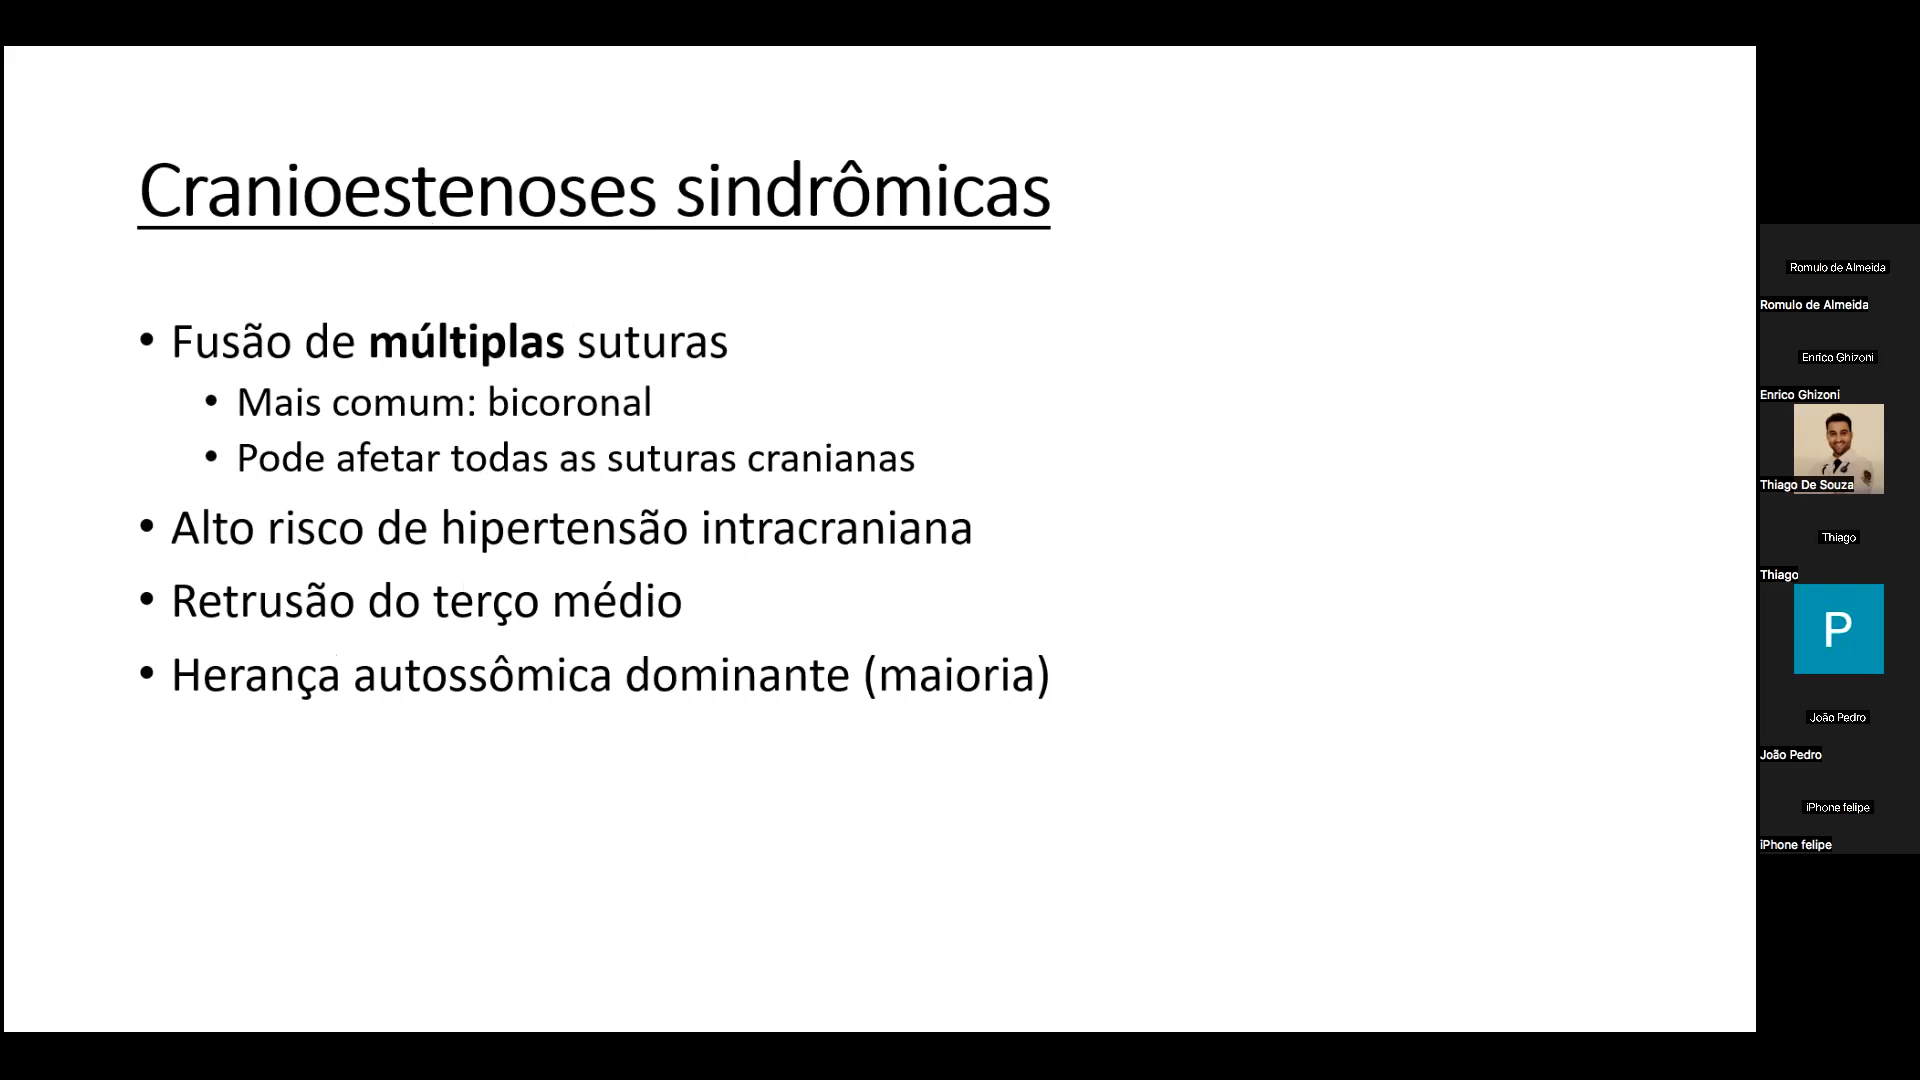 Cranioestenoses sindrômicas
• Fusão de múltiplas suturas
• Mais comum: bicoronal
• Pode afetar todas as suturas cranianas
• Alto risco de hipertensão intracraniana
• Retrusão do terço médio
• Herança autossômica dominante (maioria)
Romulo de Almeida
Romulo de Almeida
Enrico Ghizoni
Enrico Ghizoni
Thiago De Souza
Thiago
Thiago
P
João Pedro
João Pedro
iPhone felipe
iPhone felipe